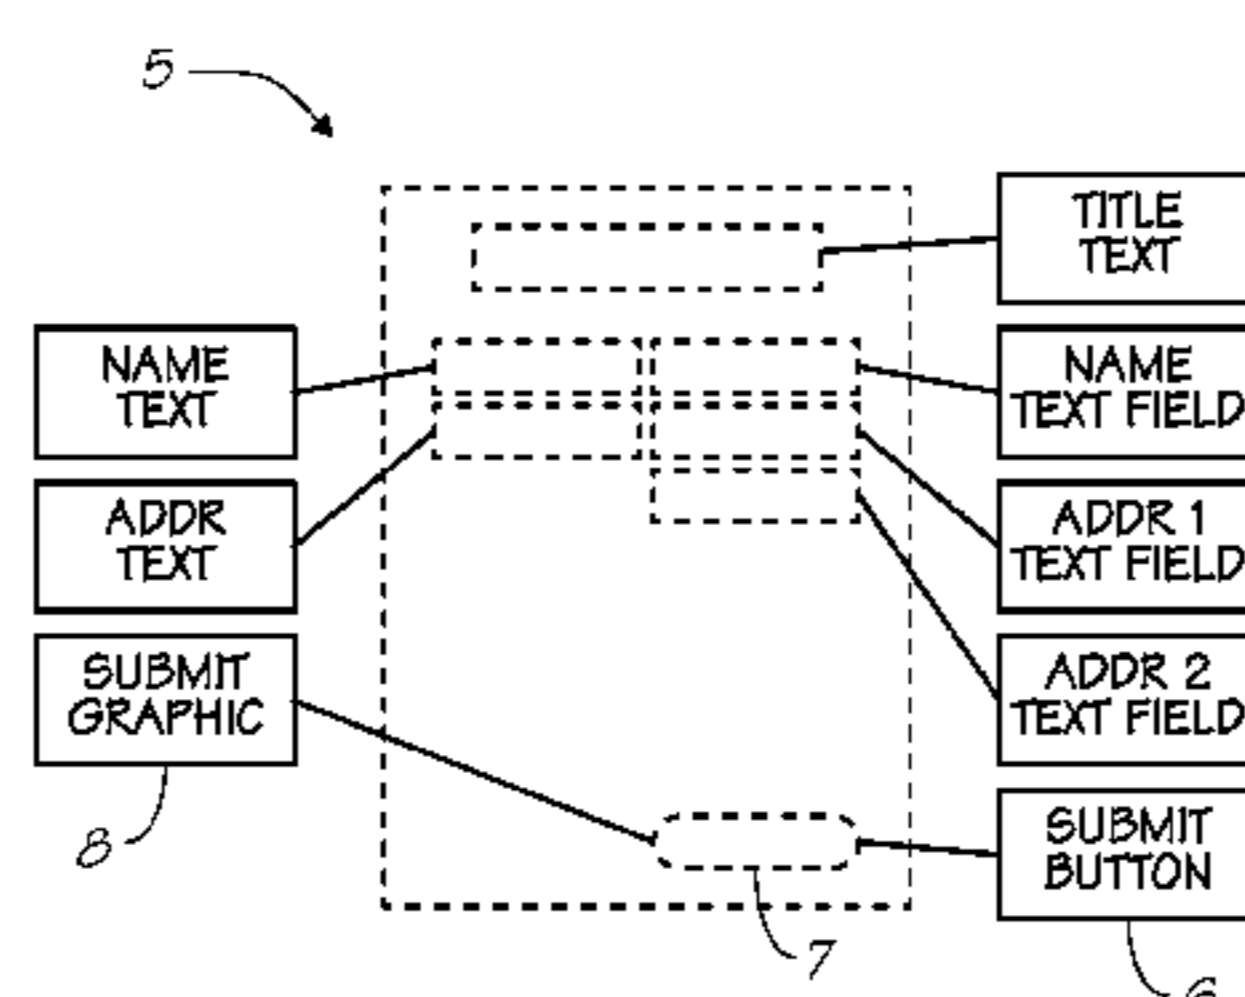 5
TITLE
TEXT
NAME
TEXT
NAME
TEXT FIELD
ADDR
TEXT
ADDR 1
TEXT FIELD
SUBMIT
GRAPHIC
ADDR 2
TEXT FIELD
8
SUBMIT
BUTTON
7
6